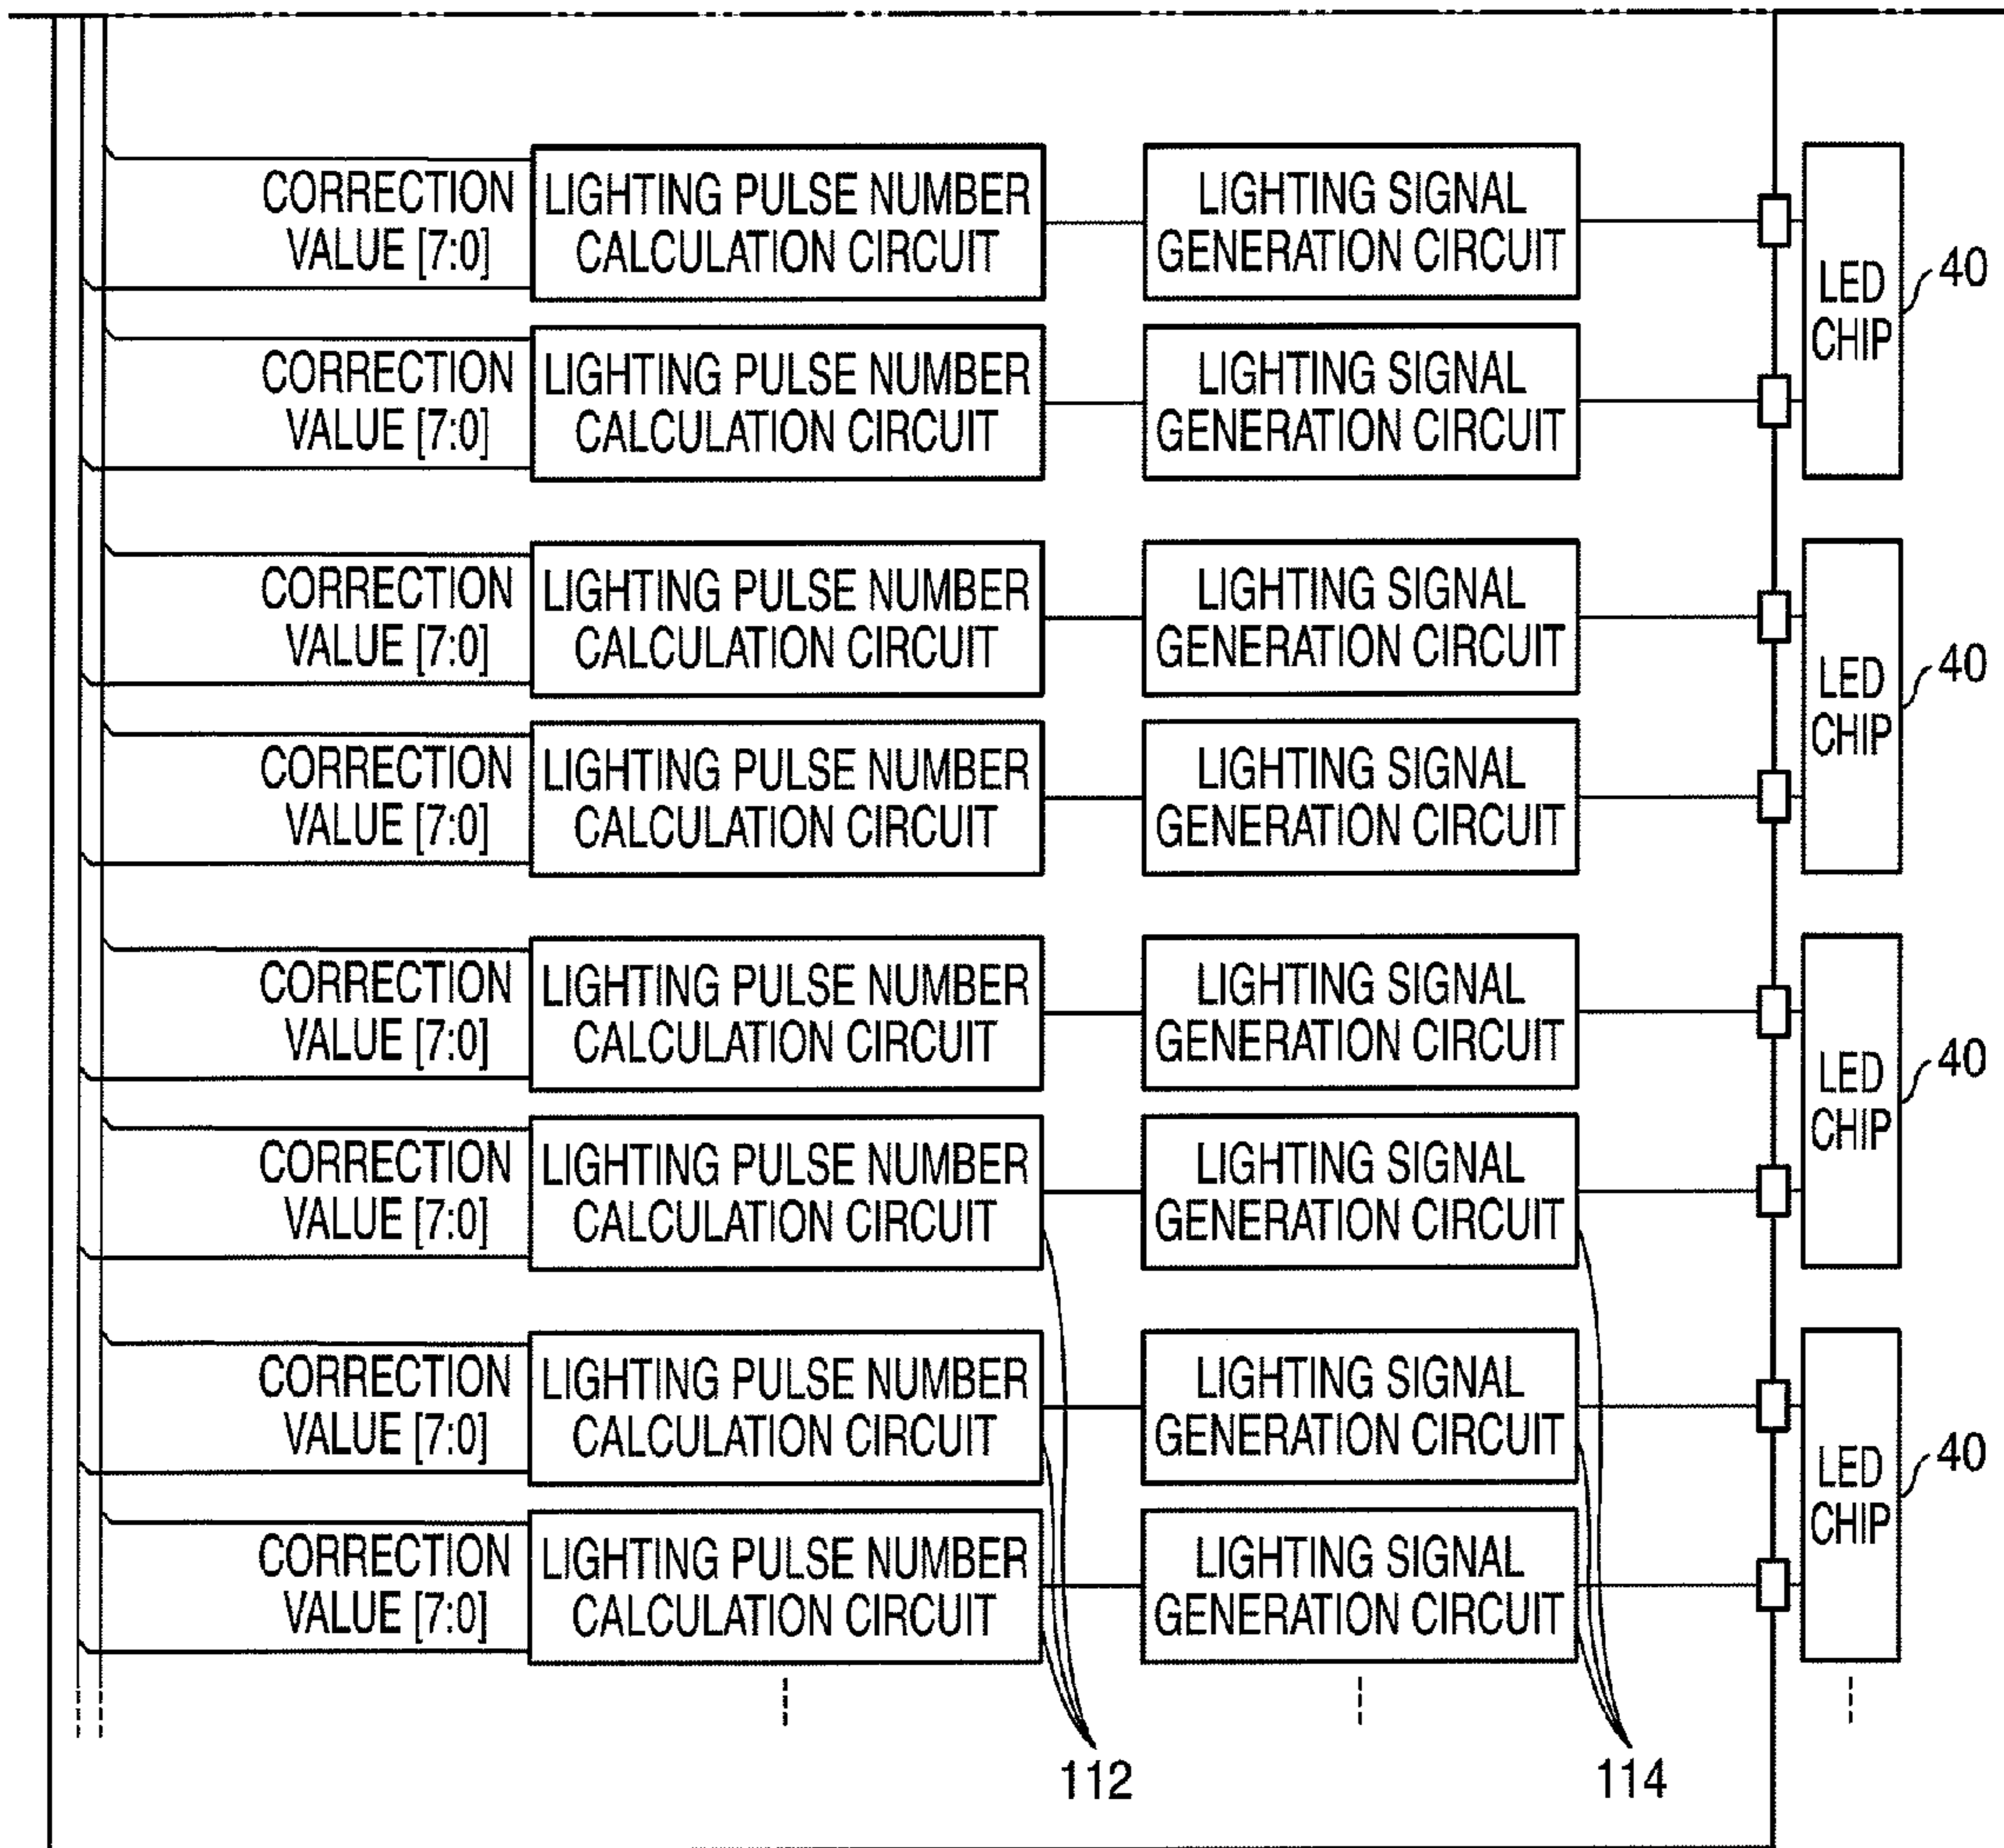 CORRECTION
VALUE [7:0]
LIGHTING PULSE NUMBER
CALCULATION CIRCUIT
LIGHTING SIGNAL
GENERATION CIRCUIT
CORRECTION
VALUE [7:0]
LIGHTING PULSE NUMBER
CALCULATION CIRCUIT
LIGHTING SIGNAL
GENERATION CIRCUIT
LED
CHIP
40
CORRECTION
VALUE [7:0]
LIGHTING PULSE NUMBER
CALCULATION CIRCUIT
LIGHTING SIGNAL
GENERATION CIRCUIT
CORRECTION
VALUE [7:0]
LIGHTING PULSE NUMBER
CALCULATION CIRCUIT
LIGHTING SIGNAL
GENERATION CIRCUIT
LED
CHIP
40
CORRECTION
VALUE [7:0]
LIGHTING PULSE NUMBER
CALCULATION CIRCUIT
LIGHTING SIGNAL
GENERATION CIRCUIT
CORRECTION
VALUE [7:0]
LIGHTING PULSE NUMBER
CALCULATION CIRCUIT
LIGHTING SIGNAL
GENERATION CIRCUIT
LED
CHIP
40
CORRECTION
VALUE [7:0]
LIGHTING PULSE NUMBER
CALCULATION CIRCUIT
LIGHTING SIGNAL
GENERATION CIRCUIT
CORRECTION
VALUE [7:0]
LIGHTING PULSE NUMBER
CALCULATION CIRCUIT
LIGHTING SIGNAL
GENERATION CIRCUIT
LED
CHIP
40
112
114